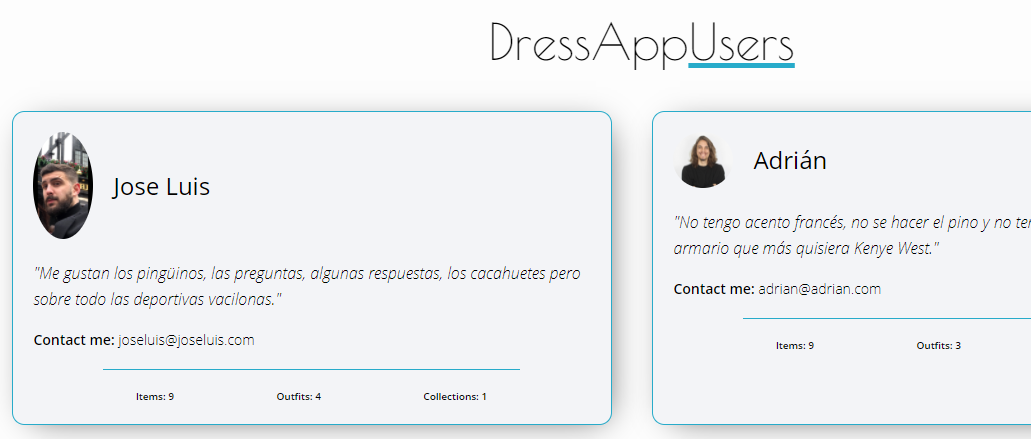 DressAppUsers
Jose Luis
"Me gustan los pingüinos, las preguntas, algunas respuestas, los cacahuetes pero
sobre todo las deportivas vacilonas."
Contact me: joseluis@joseluis.com
Items: 9 Outfits: 4 Collections: 1
Adrián
"No tengo acento francés, no se hacer el pino y no
armario que más quisiera Kenye West."
Contact me: adrian@adrian.com
Items: 9 Outfits: 3